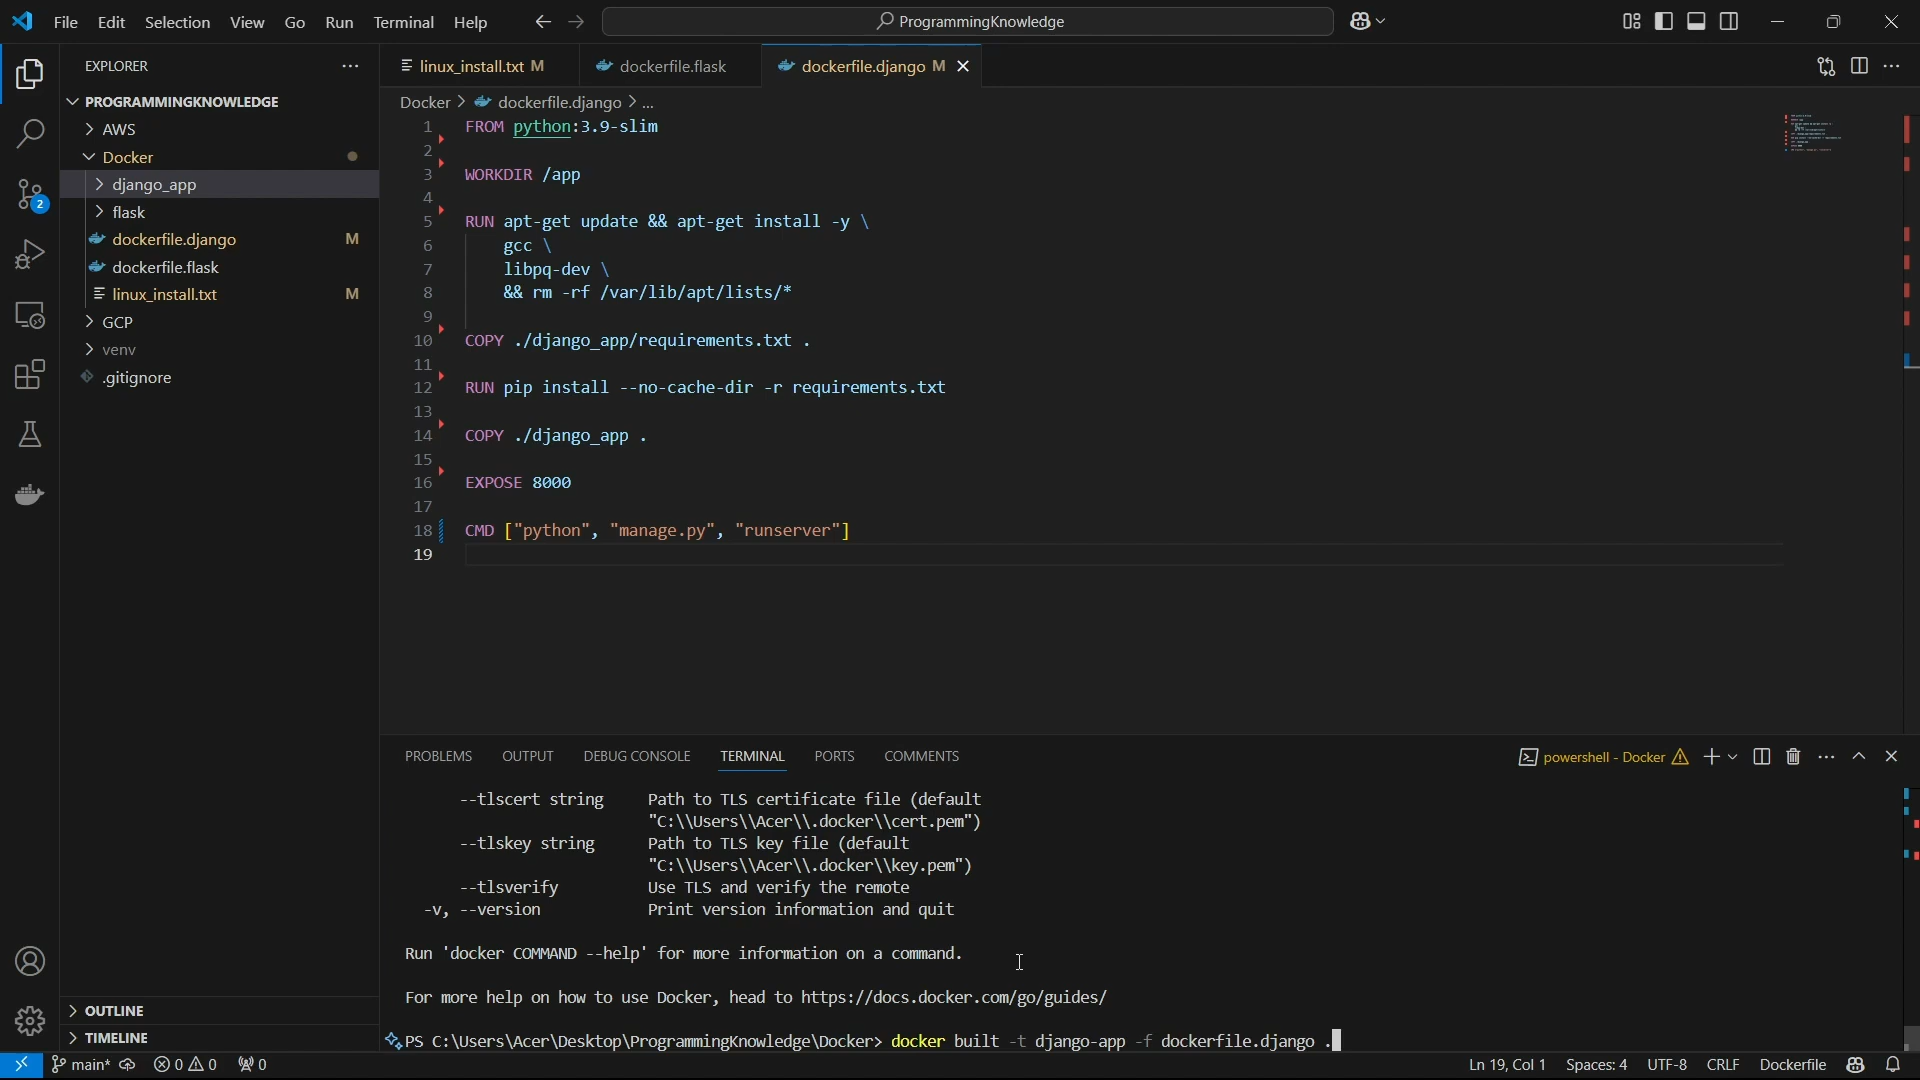 File Edit Selection View Go Run Terminal Help
ProgrammingKnowledge
EXPLORER
PROGRAMMINGKNOWLEDGE
AWS
Docker
django_app
flask
dockerfile.django M
dockerfile.flask
linux_install.txt M
GCP
venv
.gitignore
OUTLINE
TIMELINE
2
linux_install.txt M
dockerfile.flask
dockerfile.django M
Docker > dockerfile.django > ...
1 FROM python:3.9-slim
2
3 WORKDIR /app
4
5 RUN apt-get update && apt-get install -y \
6 gcc \
7 libpq-dev \
8 && rm -rf /var/lib/apt/lists/*
9
10 COPY ./django_app/requirements.txt .
11
12 RUN pip install --no-cache-dir -r requirements.txt
13
14 COPY ./django_app .
15
16 EXPOSE 8000
17
18 CMD ["python", "manage.py", "runserver"]
19
PROBLEMS OUTPUT DEBUG CONSOLE TERMINAL PORTS COMMENTS
powershell - Docker
--tlscert string Path to TLS certificate file (default
"C:\\Users\\Acer\\.docker\\cert.pem")
--tlskey string Path to TLS key file (default
"C:\\Users\\Acer\\.docker\\key.pem")
--tlsverify Use TLS and verify the remote
-v, --version Print version information and quit
Run 'docker COMMAND --help' for more information on a command.
For more help on how to use Docker, head to https://docs.docker.com/go/guides/
PS C:\Users\Acer\Desktop\ProgrammingKnowledge\Docker> docker built -t django-app -f dockerfile.django .
main* 0 0 0
Ln 19, Col 1 Spaces: 4 UTF-8 CRLF Dockerfile